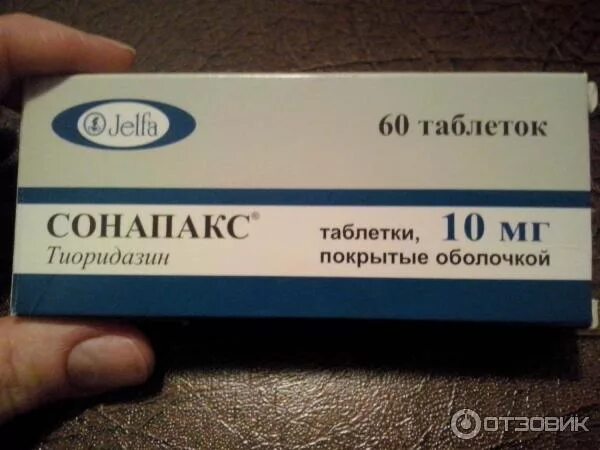 Jelfa
60 таблеток
СОНАПАКС®
Тиоридазин
таблетки, 10 мг
покрытые оболочкой
ОТЗОВИК